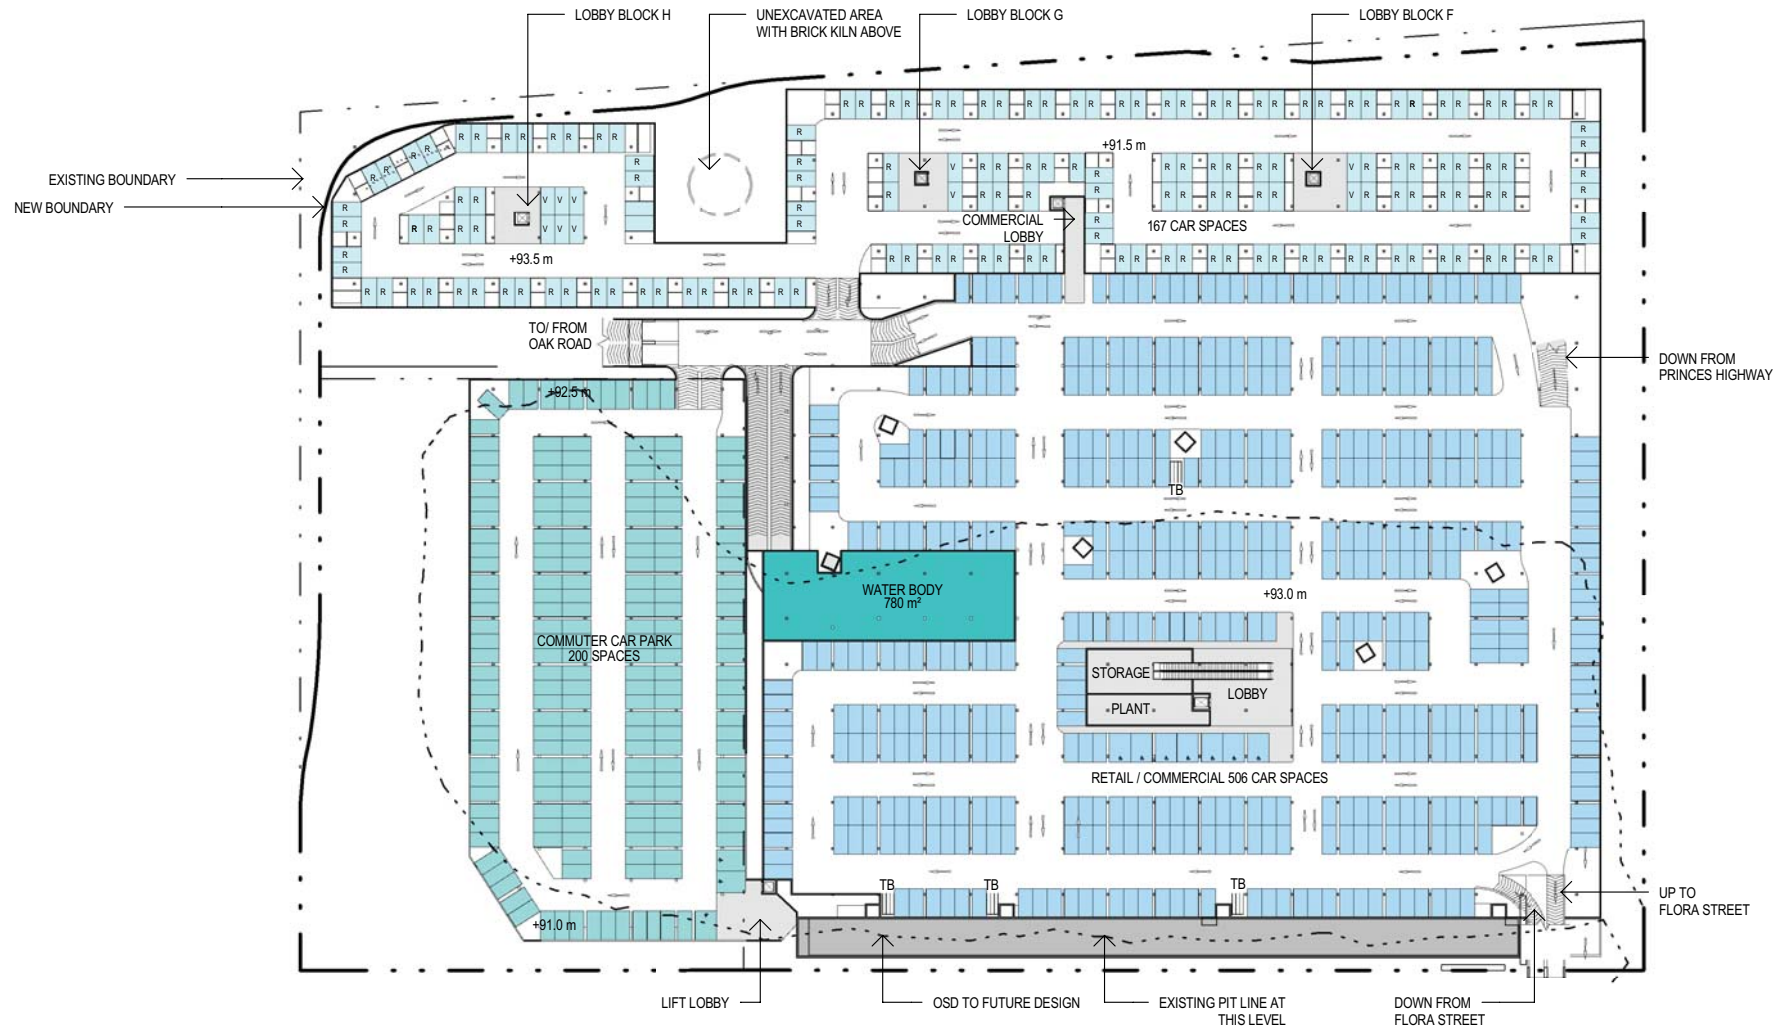 LOBBY BLOCK H
UNEXCAVATED AREA
WITH BRICK KILN ABOVE
LOBBY BLOCK G
LOBBY BLOCK F
EXISTING BOUNDARY
NEW BOUNDARY
+91.5 m
COMMERCIAL
LOBBY
167 CAR SPACES
+93.5 m
TO/ FROM
OAK ROAD
DOWN FROM
PRINCES HIGHWAY
+92.5 m
TB
WATER BODY
780 m²
+93.0 m
COMMUTER CAR PARK
200 SPACES
STORAGE
LOBBY
PLANT
RETAIL / COMMERCIAL 506 CAR SPACES
TB
TB
TB
UP TO
FLORA STREET
+91.0 m
LIFT LOBBY
OSD TO FUTURE DESIGN
EXISTING PIT LINE AT
THIS LEVEL
DOWN FROM
FLORA STREET